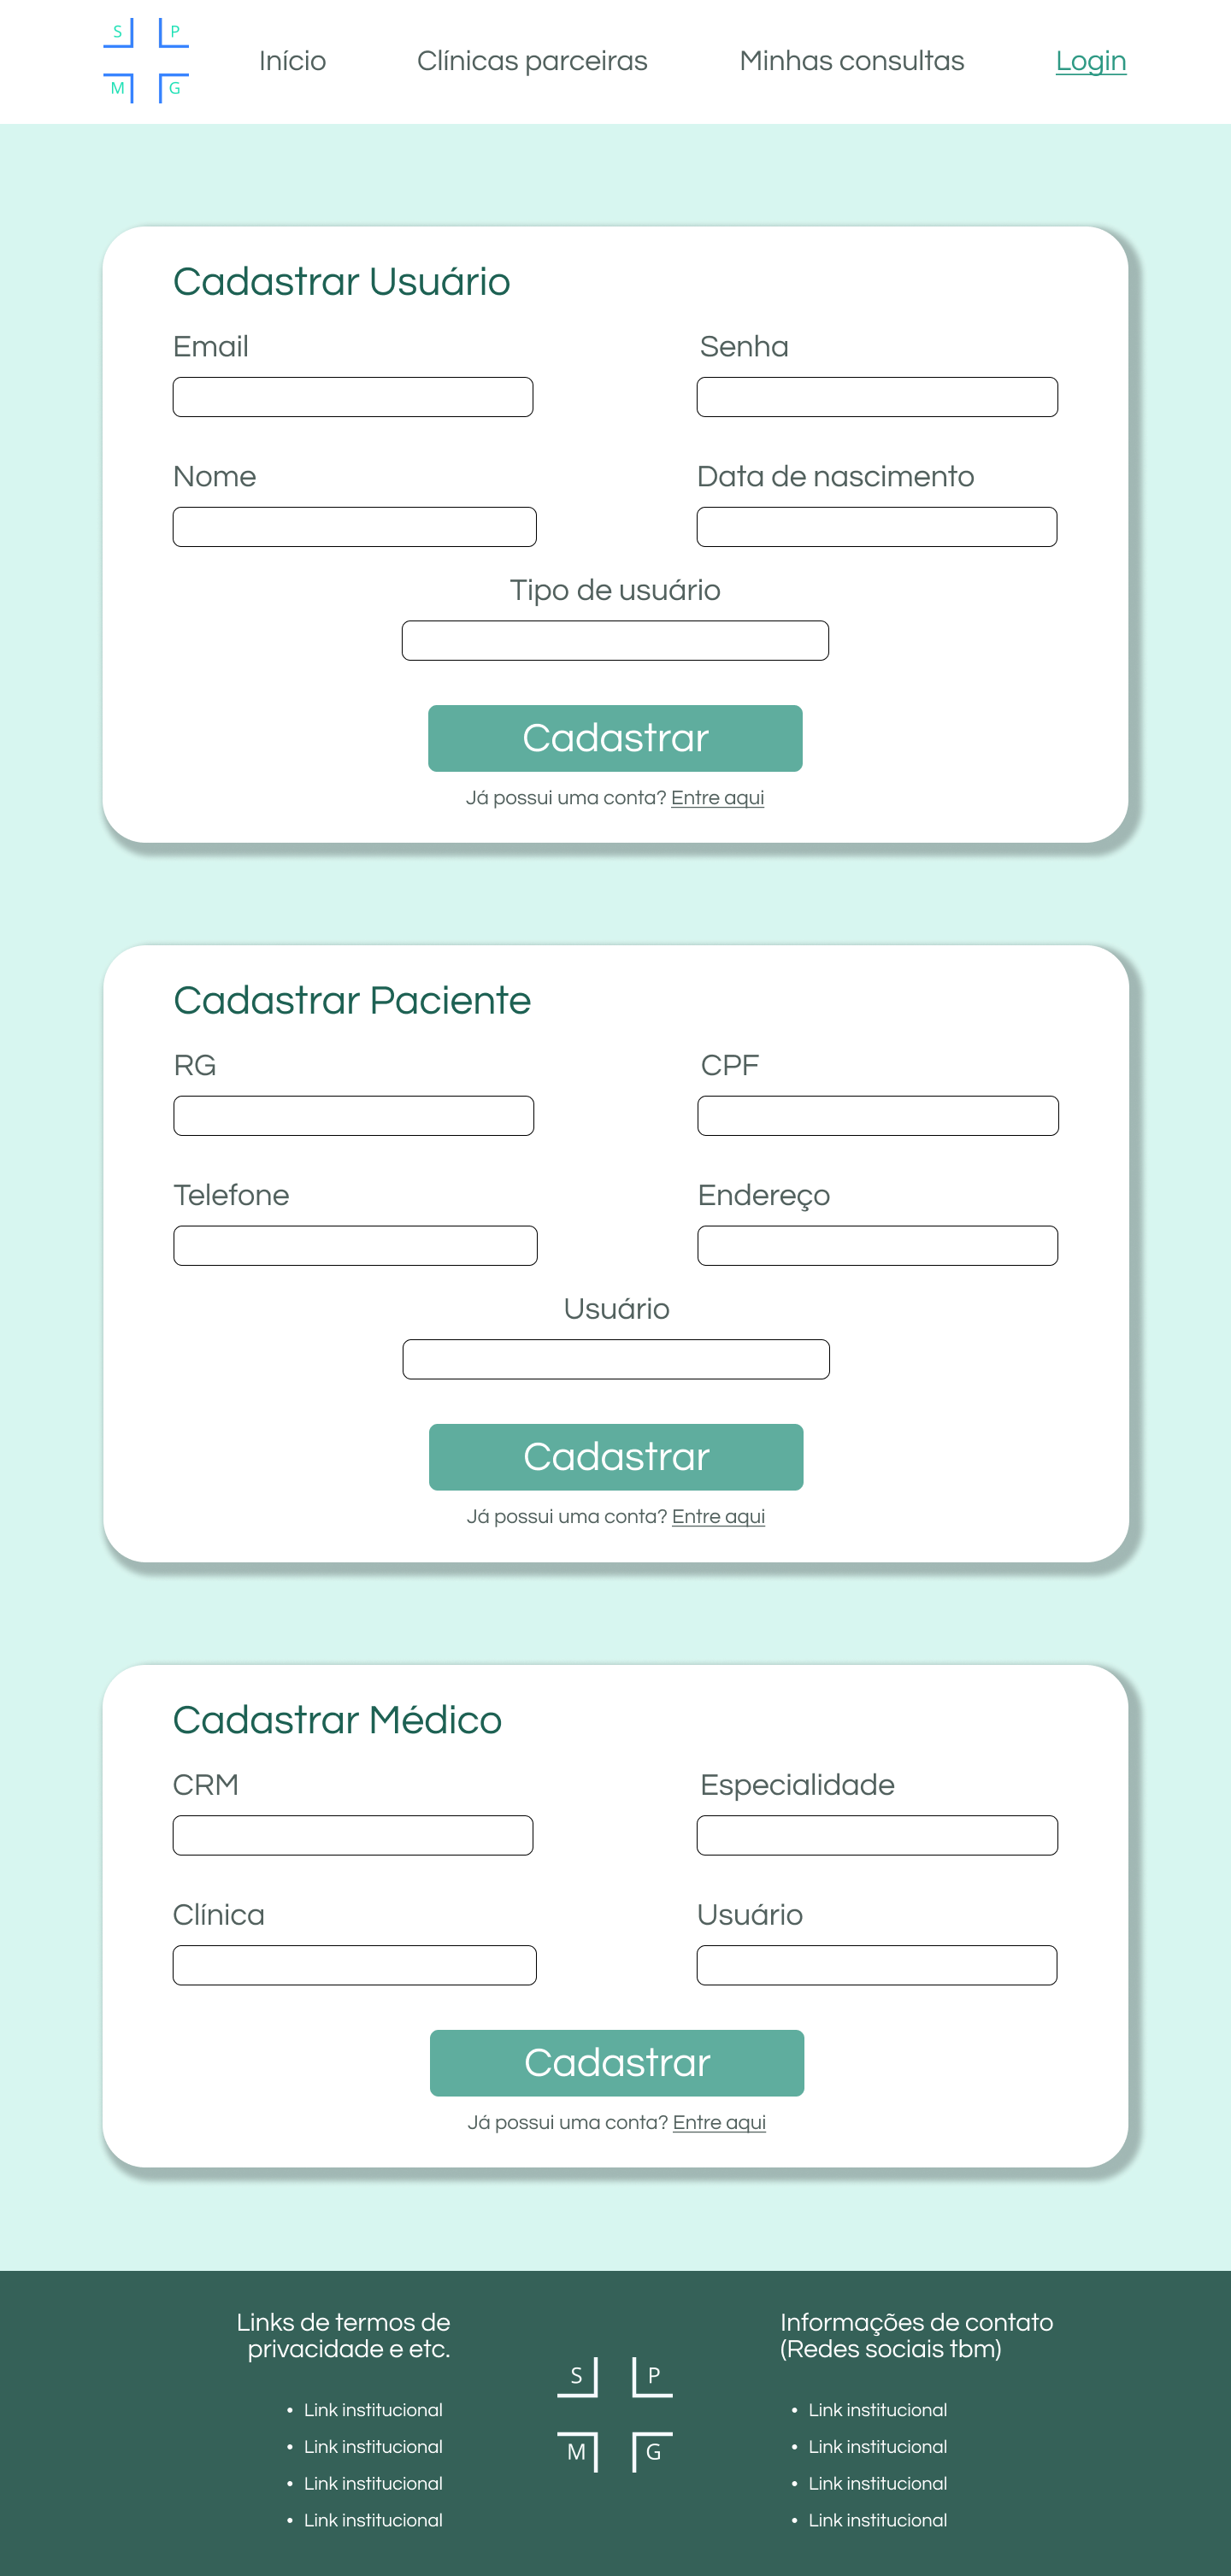 S P
M G
Início Clínicas parceiras Minhas consultas Login
Cadastrar Usuário
Email Senha
Nome Data de nascimento
Tipo de usuário
Cadastrar
Já possui uma conta? Entre aqui
Cadastrar Paciente
RG CPF
Telefone Endereço
Usuário
Cadastrar
Já possui uma conta? Entre aqui
Cadastrar Médico
CRM Especialidade
Clínica Usuário
Cadastrar
Já possui uma conta? Entre aqui
Links de termos de
privacidade e etc.
• Link institucional
• Link institucional
• Link institucional
• Link institucional
S P
M G
Informações de contato
(Redes sociais tbm)
• Link institucional
• Link institucional
• Link institucional
• Link institucional